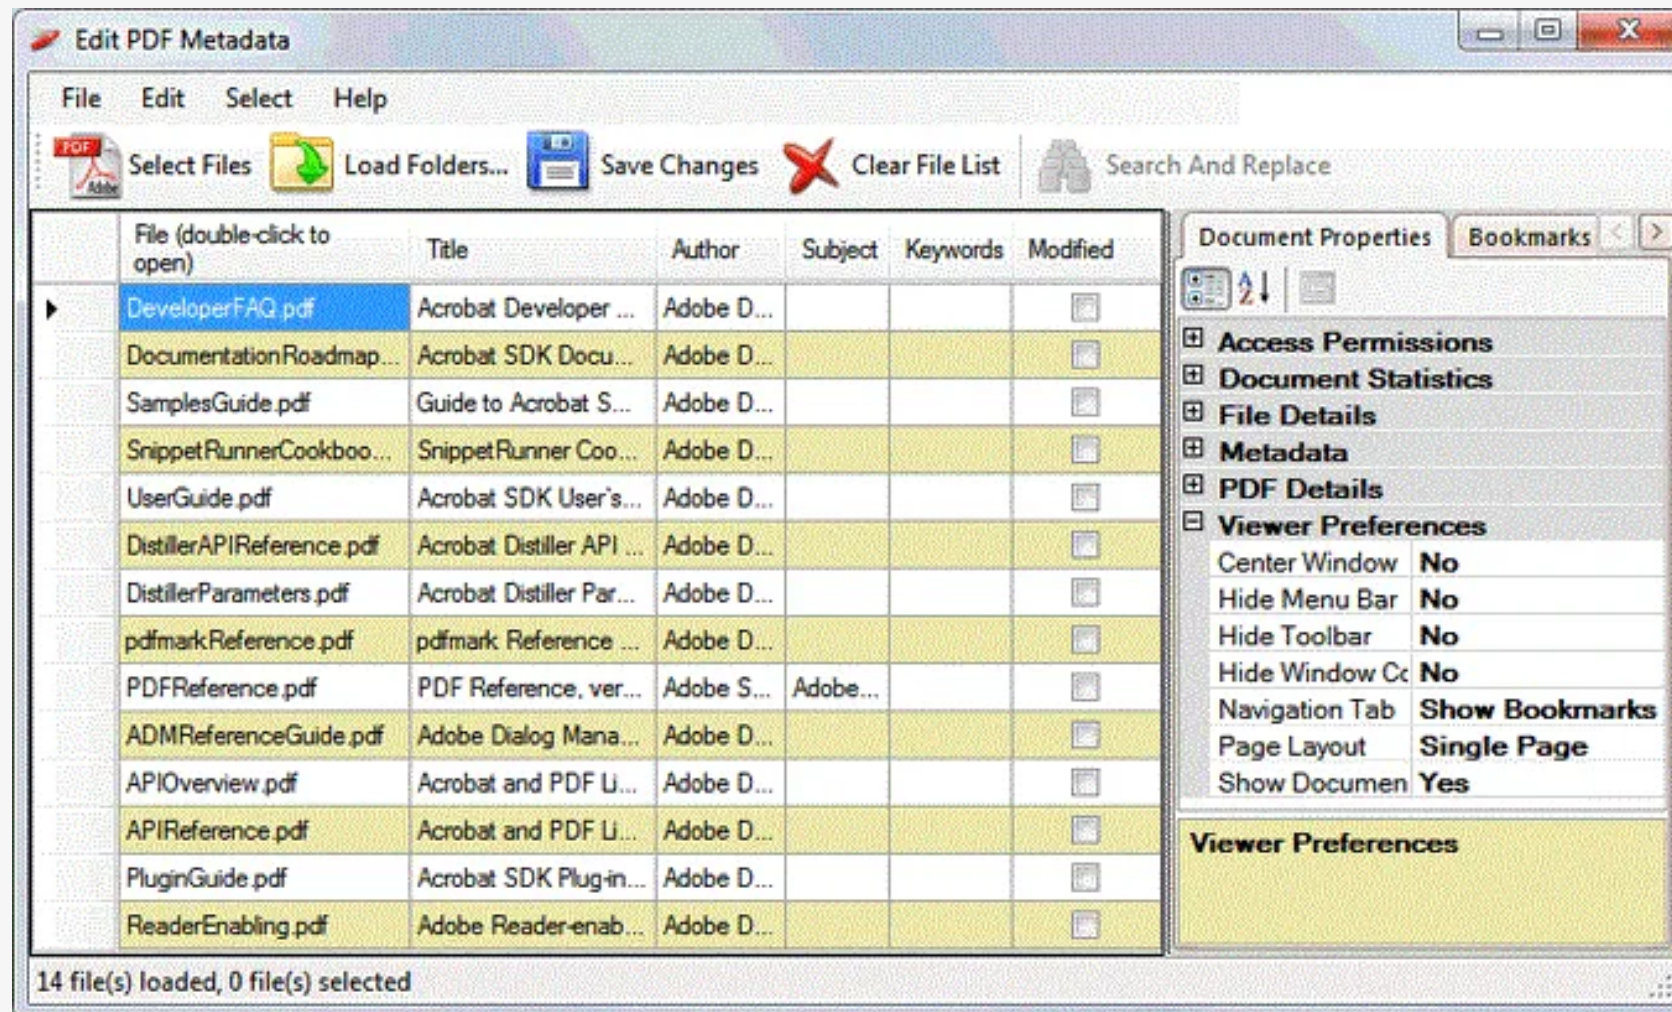 Edit PDF Metadata
File Edit Select Help
PDF Adobe Select Files Load Folders... Save Changes Clear File List Search And Replace
File (double-click to open) Title Author Subject Keywords Modified
DeveloperFAQ.pdf Acrobat Developer ... Adobe D...
DocumentationRoadmap... Acrobat SDK Docu... Adobe D...
SamplesGuide.pdf Guide to Acrobat S... Adobe D...
SnippetRunnerCookboo... SnippetRunner Coo... Adobe D...
UserGuide.pdf Acrobat SDK User's... Adobe D...
DistillerAPIReference.pdf Acrobat Distiller API ... Adobe D...
DistillerParameters.pdf Acrobat Distiller Par... Adobe D...
pdfmarkReference.pdf pdfmark Reference ... Adobe D...
PDFReference.pdf PDF Reference, ver... Adobe S... Adobe...
ADMReferenceGuide.pdf Adobe Dialog Mana... Adobe D...
APIOverview.pdf Acrobat and PDF Li... Adobe D...
APIReference.pdf Acrobat and PDF Li... Adobe D...
PluginGuide.pdf Acrobat SDK Plug-in... Adobe D...
ReaderEnabling.pdf Adobe Reader-enab... Adobe D...
Document Properties Bookmarks
Access Permissions
Document Statistics
File Details
Metadata
PDF Details
Viewer Preferences
Center Window No
Hide Menu Bar No
Hide Toolbar No
Hide Window Co No
Navigation Tab Show Bookmarks
Page Layout Single Page
Show Documen Yes
Viewer Preferences
14 file(s) loaded, 0 file(s) selected